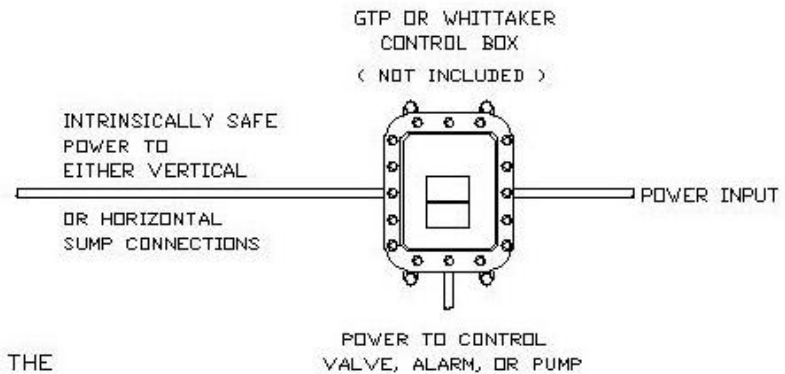 GTP OR WHITTAKER
CONTROL BOX
( NOT INCLUDED )
INTRINSICALLY SAFE
POWER TO
EITHER VERTICAL
OR HORIZONTAL
SUMP CONNECTIONS
POWER INPUT
POWER TO CONTROL
VALVE, ALARM, OR PUMP
THE